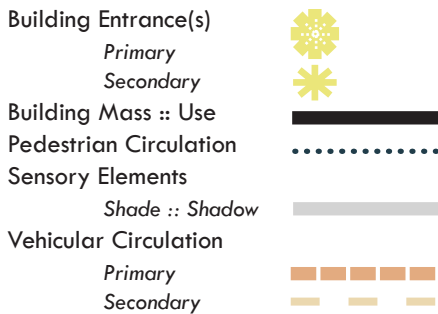 Building Entrance(s)
Primary
Secondary
Building Mass :: Use
Pedestrian Circulation
Sensory Elements
Shade :: Shadow
Vehicular Circulation
Primary
Secondary